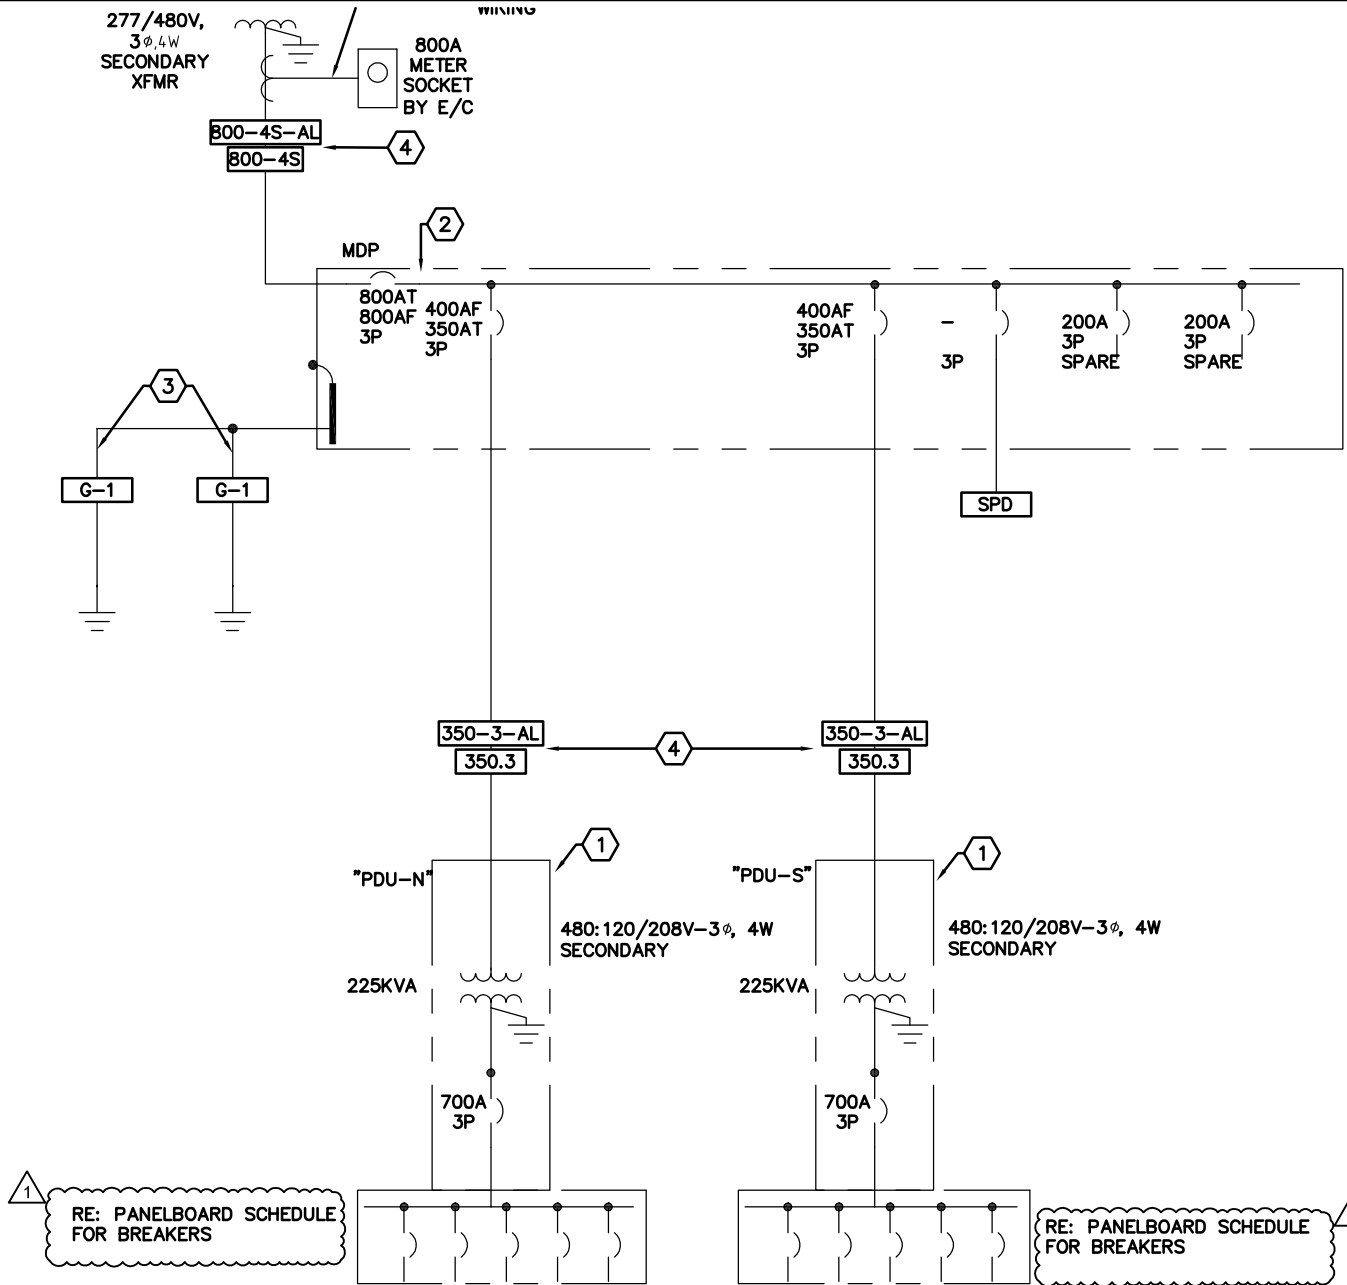 WIRING
277/480V,
3φ,4W
SECONDARY
XFMR
800A
METER
SOCKET
BY E/C
800-4S-AL
800-4S
4
2
MDP
800AT
800AF
3P
400AF
350AT
3P
400AF
350AT
3P
-
3P
200A
3P
SPARE
200A
3P
SPARE
3
G-1
G-1
SPD
350-3-AL
350.3
4
350-3-AL
350.3
1
1
"PDU-N"
"PDU-S"
480:120/208V-3φ, 4W
SECONDARY
480:120/208V-3φ, 4W
SECONDARY
225KVA
225KVA
700A
3P
700A
3P
1
RE: PANELBOARD SCHEDULE
FOR BREAKERS
RE: PANELBOARD SCHEDULE
FOR BREAKERS